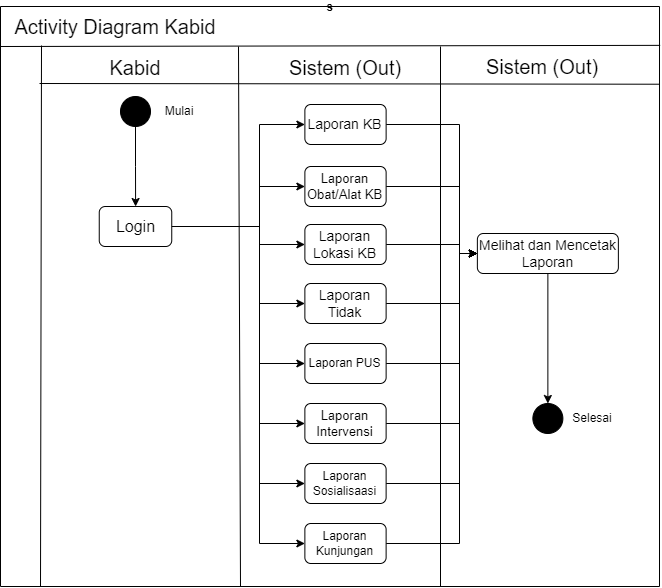 s
Activity Diagram Kabid
Kabid
Sistem (Out)
Sistem (Out)
Mulai
Login
Laporan KB
Laporan
Obat/Alat KB
Laporan
Lokasi KB
Laporan
Tidak
Laporan PUS
Laporan
Intervensi
Laporan
Sosialisaasi
Laporan
Kunjungan
Melihat dan Mencetak
Laporan
Selesai